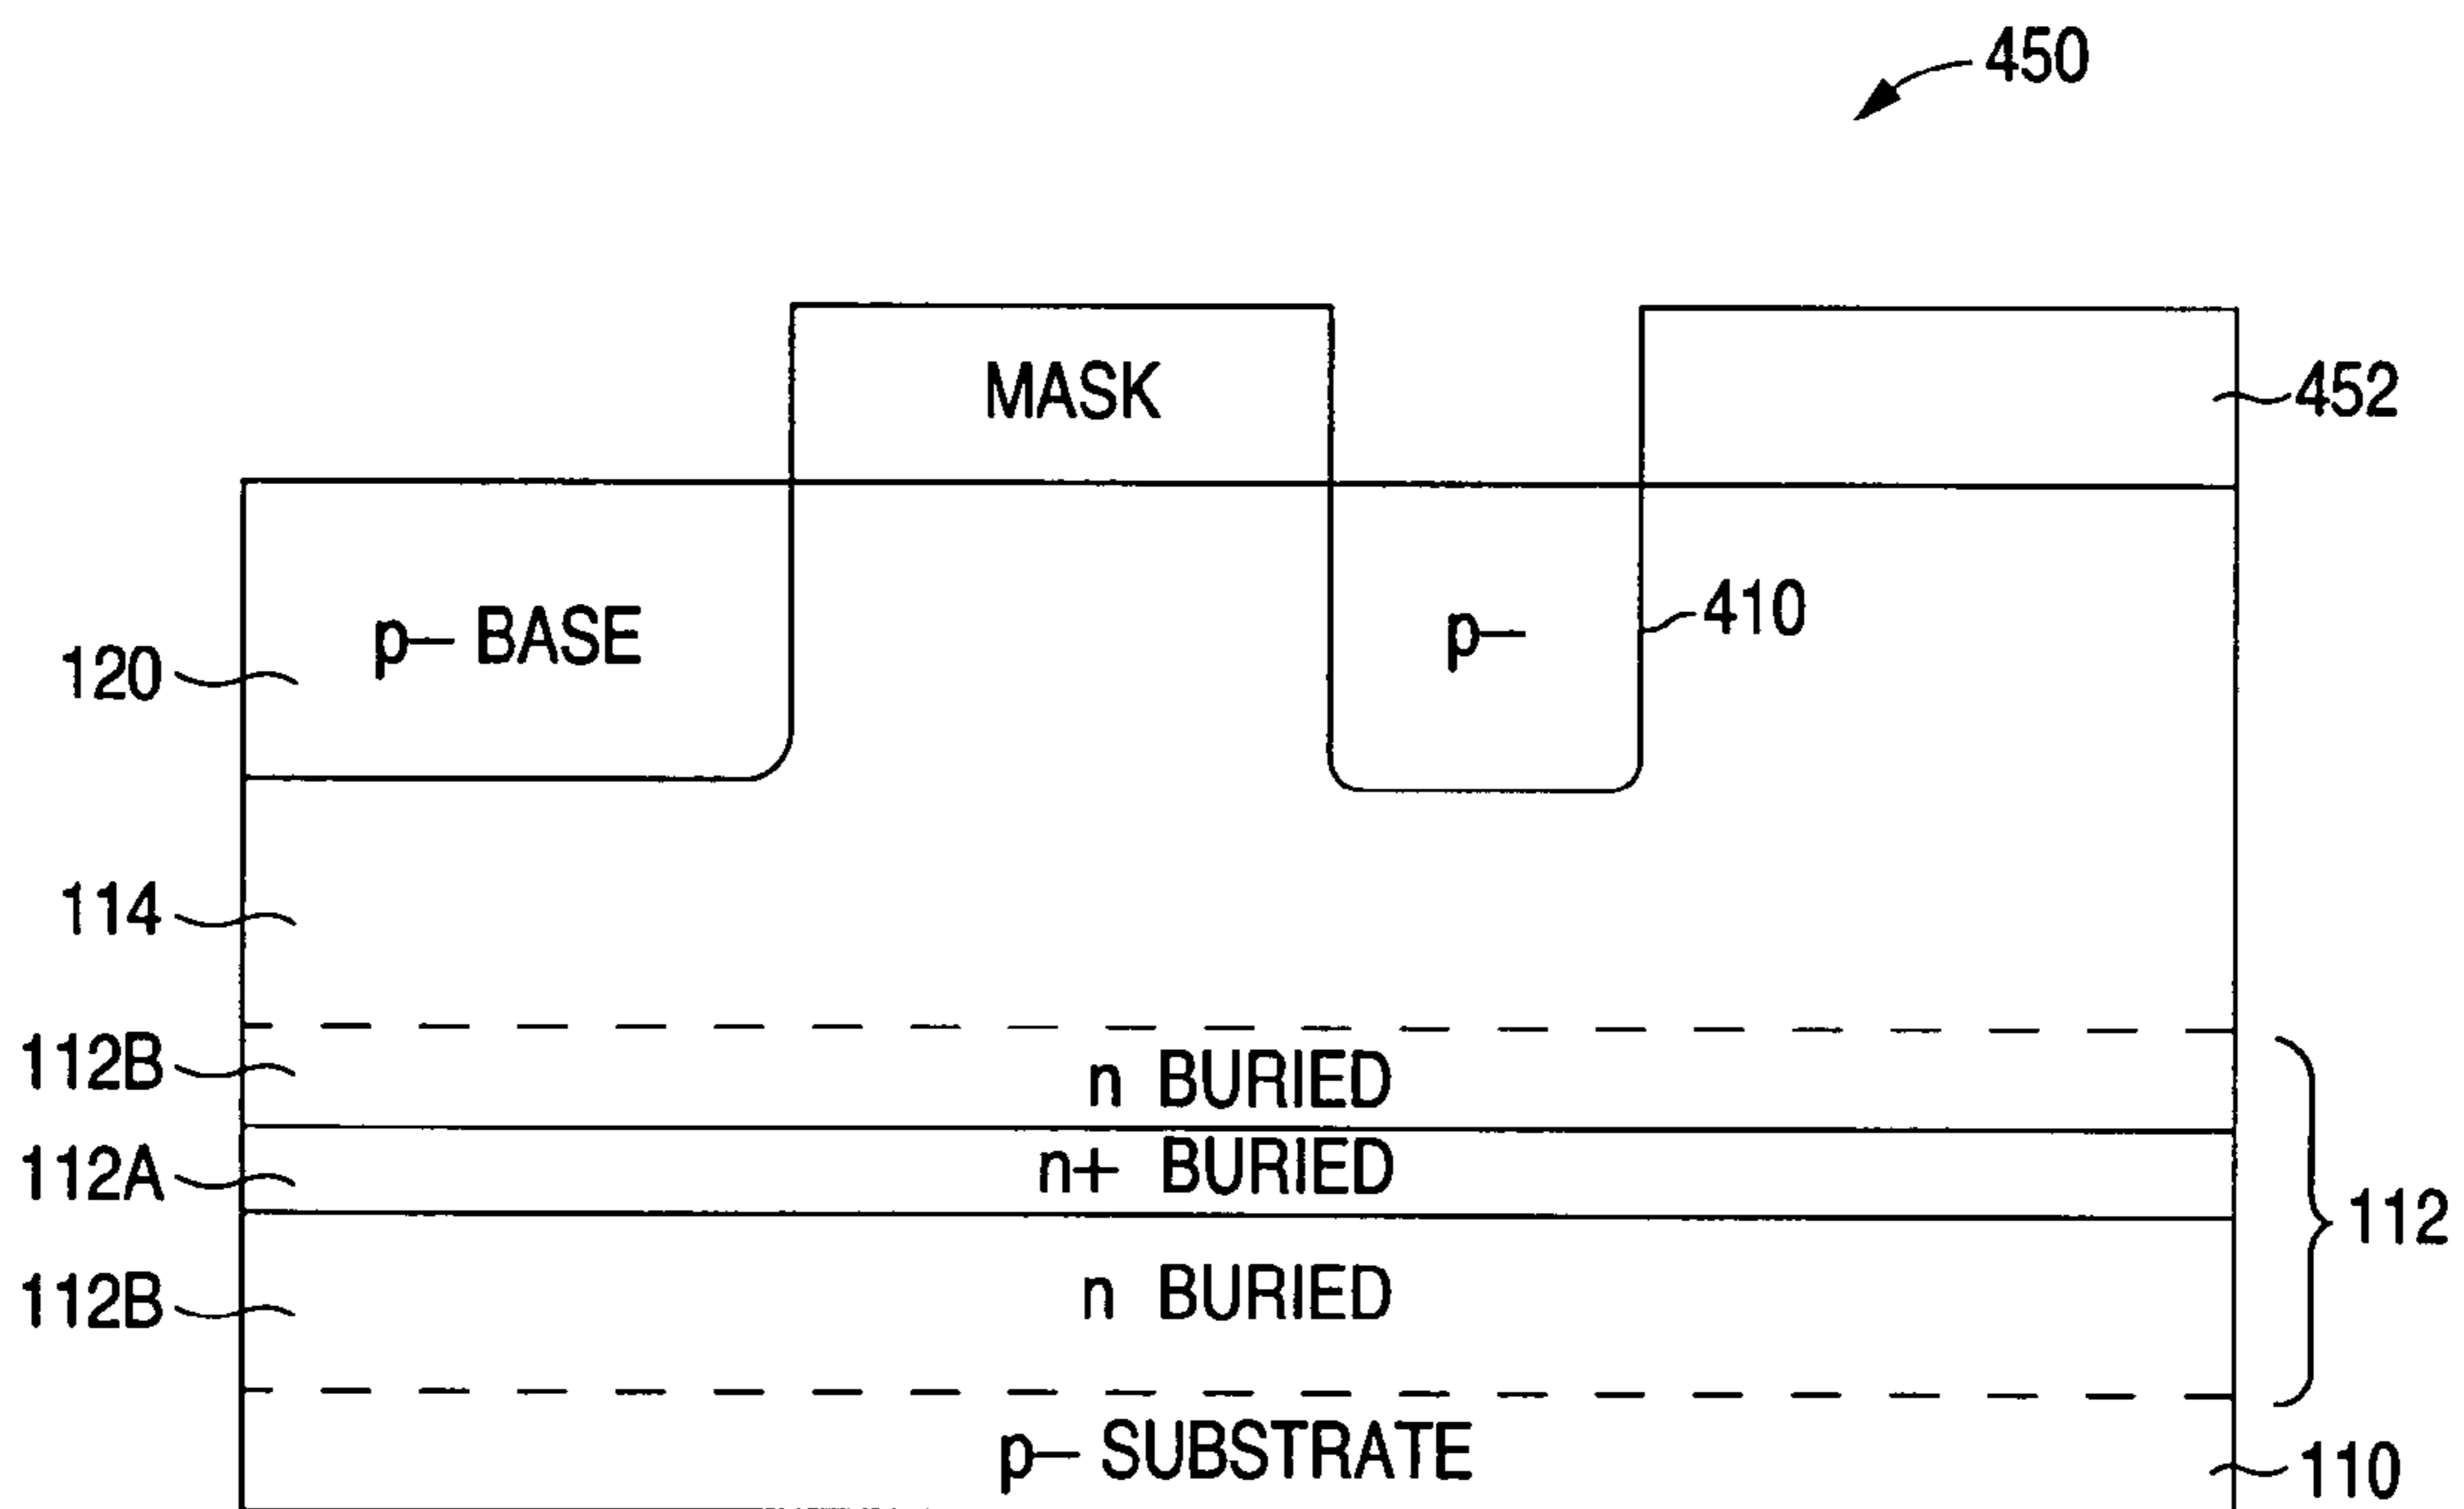 450
MASK
452
p— BASE
p—
410
120
114
112B
n BURIED
112A
n+ BURIED
112
112B
n BURIED
p— SUBSTRATE
110